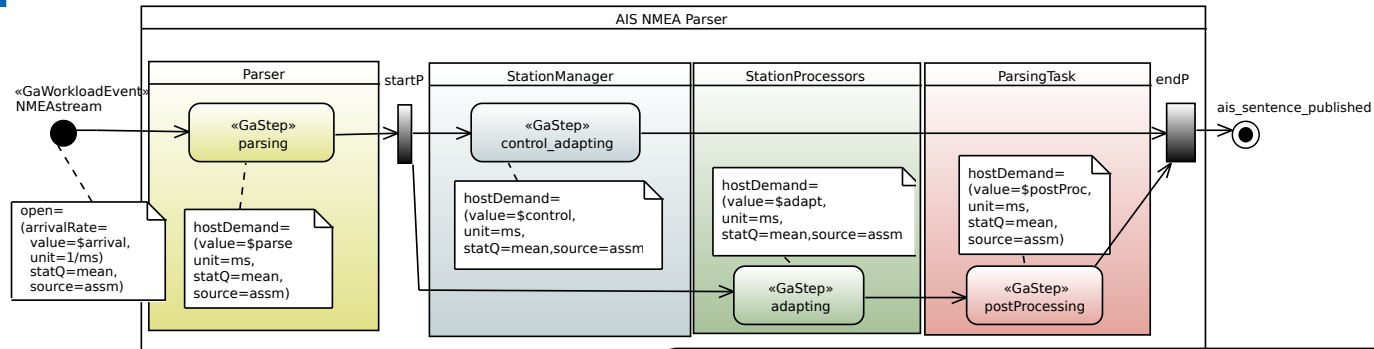 AIS NMEA Parser
Parser
startP
StationManager
StationProcessors
ParsingTask
endP
«GaWorkloadEvent»
NMEAstream
«GaStep»
parsing
«GaStep»
control_adapting
ais_sentence_published
open=
(arrivalRate=
value=$arrival,
unit=1/ms)
statQ=mean,
source=assm)
hostDemand=
(value=$parse
unit=ms,
statQ=mean,
source=assm)
hostDemand=
(value=$control,
unit=ms,
statQ=mean,source=assm
hostDemand=
(value=$adapt,
unit=ms,
statQ=mean,source=assm
hostDemand=
(value=$postProc,
unit=ms,
statQ=mean,
source=assm)
«GaStep»
adapting
«GaStep»
postProcessing